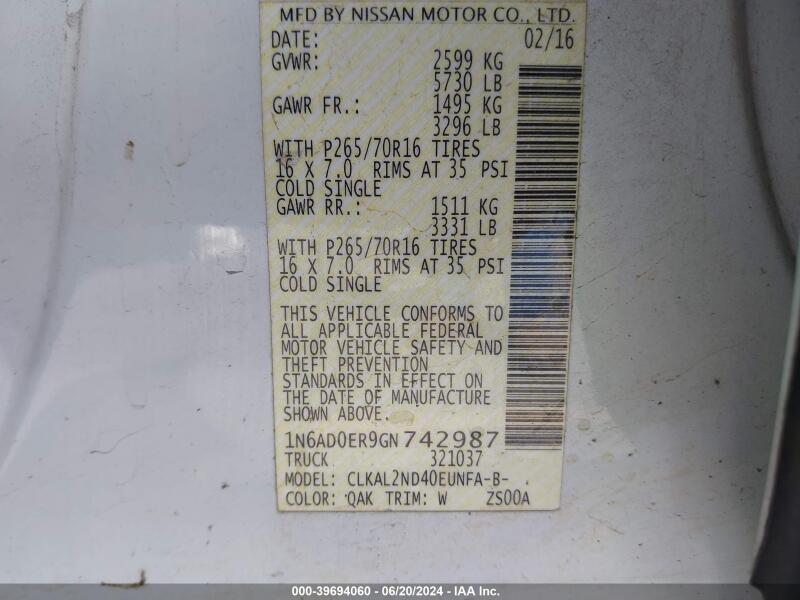 MFD BY NISSAN MOTOR CO., LTD.
DATE: 02/16
GVWR: 2599 KG
5730 LB
GAWR FR.: 1495 KG
3296 LB
WITH P265/70R16 TIRES
16 X 7.0 RIMS AT 35 PSI
COLD SINGLE
GAWR RR.: 1511 KG
3331 LB
WITH P265/70R16 TIRES
16 X 7.0 RIMS AT 35 PSI
COLD SINGLE
THIS VEHICLE CONFORMS TO
ALL APPLICABLE FEDERAL
MOTOR VEHICLE SAFETY AND
THEFT PREVENTION
STANDARDS IN EFFECT ON
THE DATE OF MANUFACTURE
SHOWN ABOVE.
1N6AD0ER9GN742987
TRUCK 321037
MODEL: CLKAL2ND40EUNFA-B-
COLOR: QAK TRIM: W ZS00A
000-39694060 - 06/20/2024 - IAA Inc.